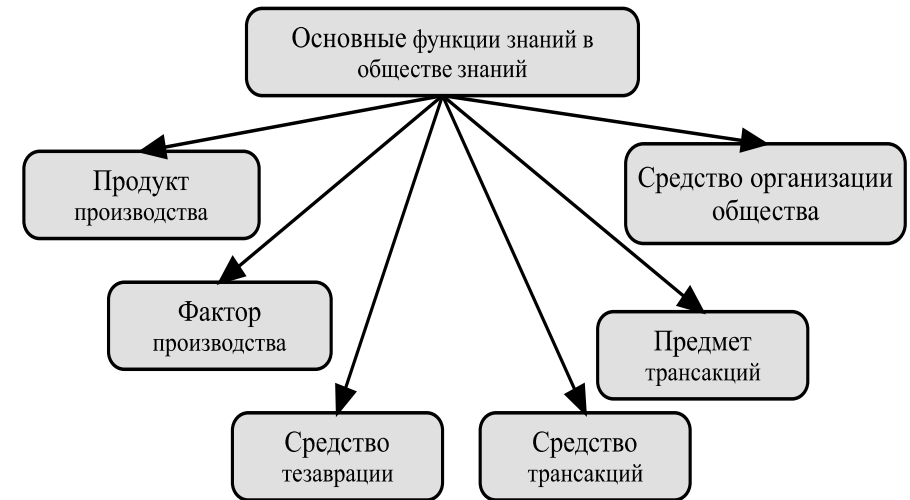 Основные функции знаний в
обществе знаний
Продукт
производства
Средство организации
общества
Фактор
производства
Предмет
трансакций
Средство
тезаврации
Средство
трансакций